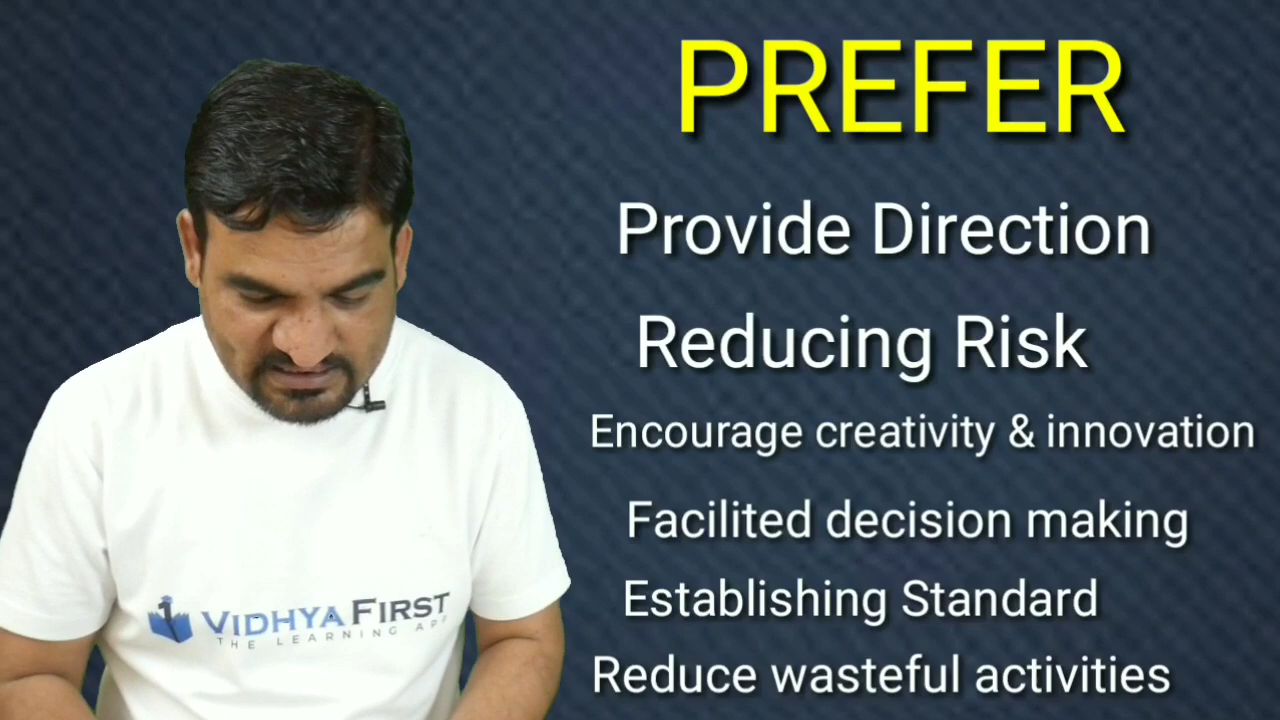 PREFER
Provide Direction
Reducing Risk
Encourage creativity & innovation
Facilited decision making
Establishing Standard
Reduce wasteful activities
VIDHYA FIRST
THE LEARNING APP